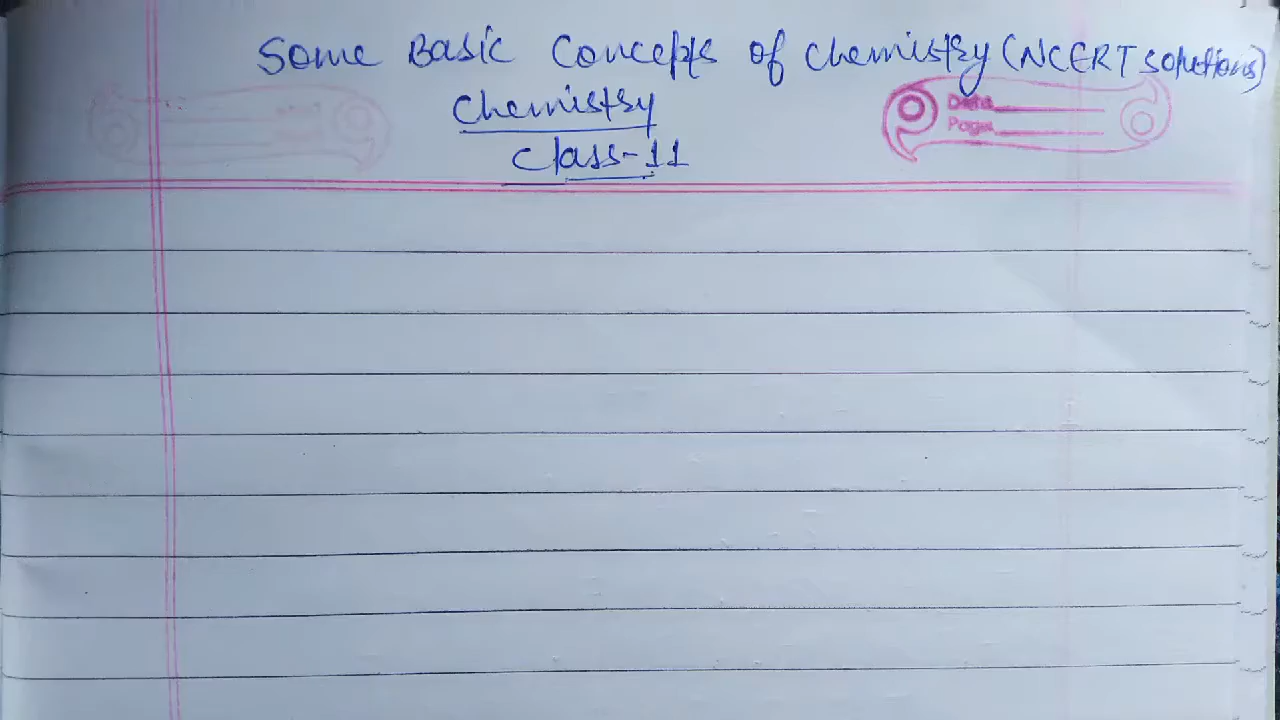 Some Basic Concepts of Chemistry (NCERT solutions)
Chemistry
Date
Page
Class-11